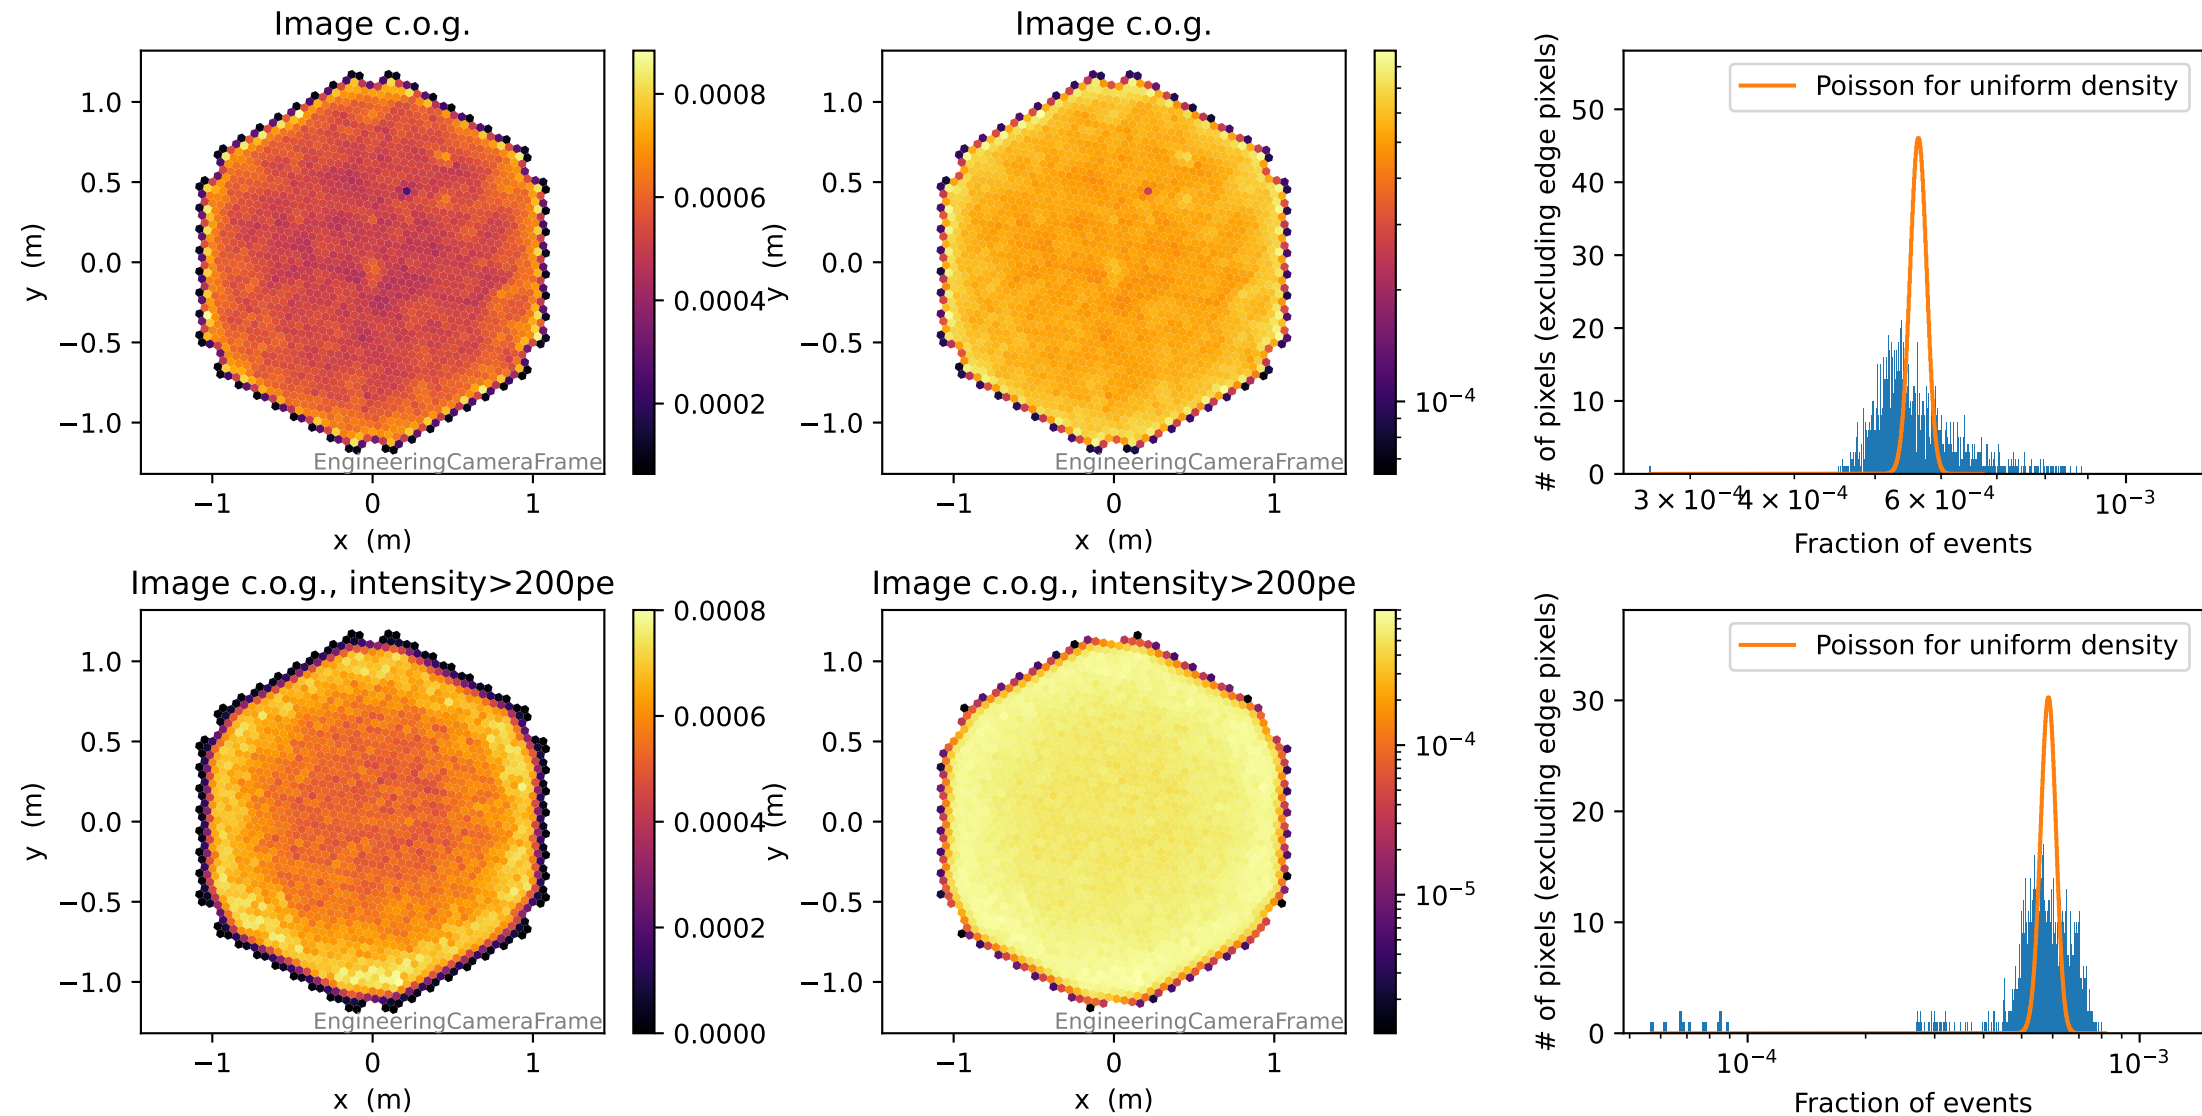 Image c.o.g.
1.0
0.5
0.0
−0.5
−1.0
y (m)
−1
0
1
x (m)
EngineeringCameraFrame
0.0008
0.0006
0.0004
0.0002
Image c.o.g.
1.0
0.5
0.0
−0.5
−1.0
y (m)
−1
0
1
x (m)
EngineeringCameraFrame
10⁻⁴
Poisson for uniform density
50
40
30
20
10
0
# of pixels (excluding edge pixels)
3 × 10⁻⁴
4 × 10⁻⁴
6 × 10⁻⁴
10⁻³
Fraction of events
Image c.o.g., intensity>200pe
1.0
0.5
0.0
−0.5
−1.0
y (m)
−1
0
1
x (m)
EngineeringCameraFrame
0.0008
0.0006
0.0004
0.0002
0.0000
Image c.o.g., intensity>200pe
1.0
0.5
0.0
−0.5
−1.0
y (m)
−1
0
1
x (m)
EngineeringCameraFrame
10⁻⁴
10⁻⁵
Poisson for uniform density
30
20
10
0
# of pixels (excluding edge pixels)
10⁻⁴
10⁻³
Fraction of events